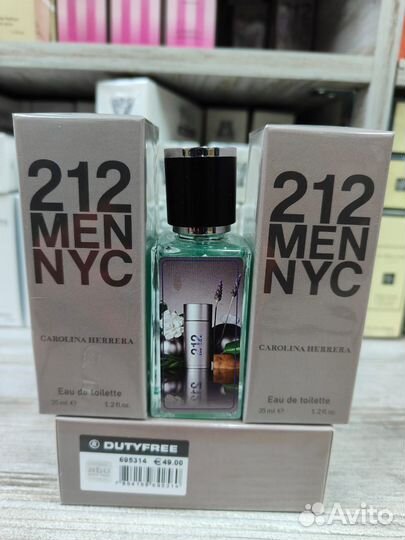 212
MEN
NYC
CAROLINA HERRERA
Eau de toilette
35 ml e 1.2 fl oz.
212
212
MEN
NYC
CAROLINA HERRERA
Eau de toilette
35 ml e 1.2 fl oz.
R DUTYFREE
695314 €49.00
Avito